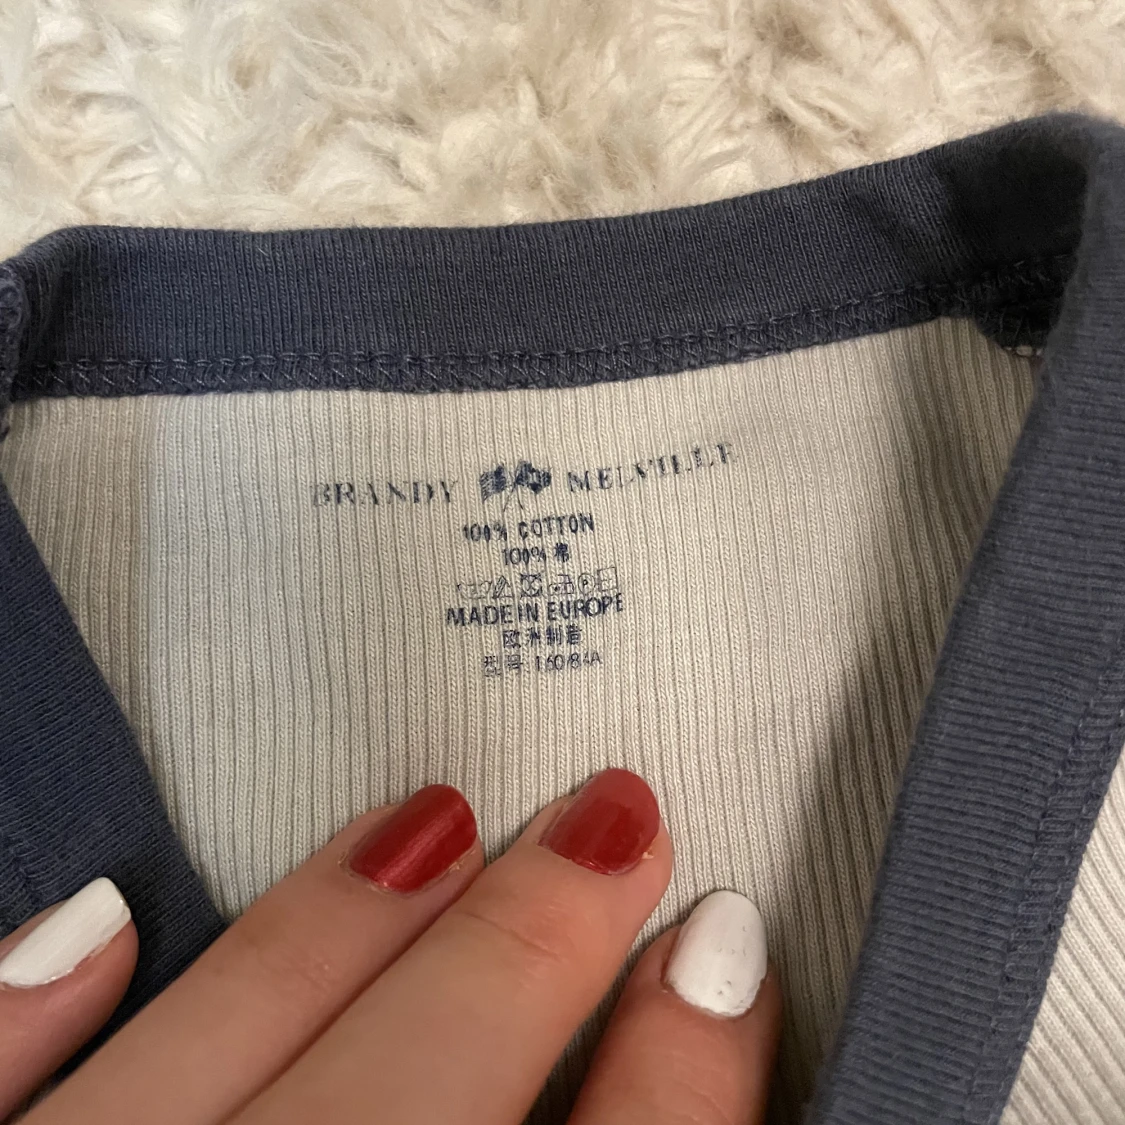 BRANDY MELVILLE
100% COTTON
100% 棉
MADE IN EUROPE
欧洲制造
型号: 160/84A